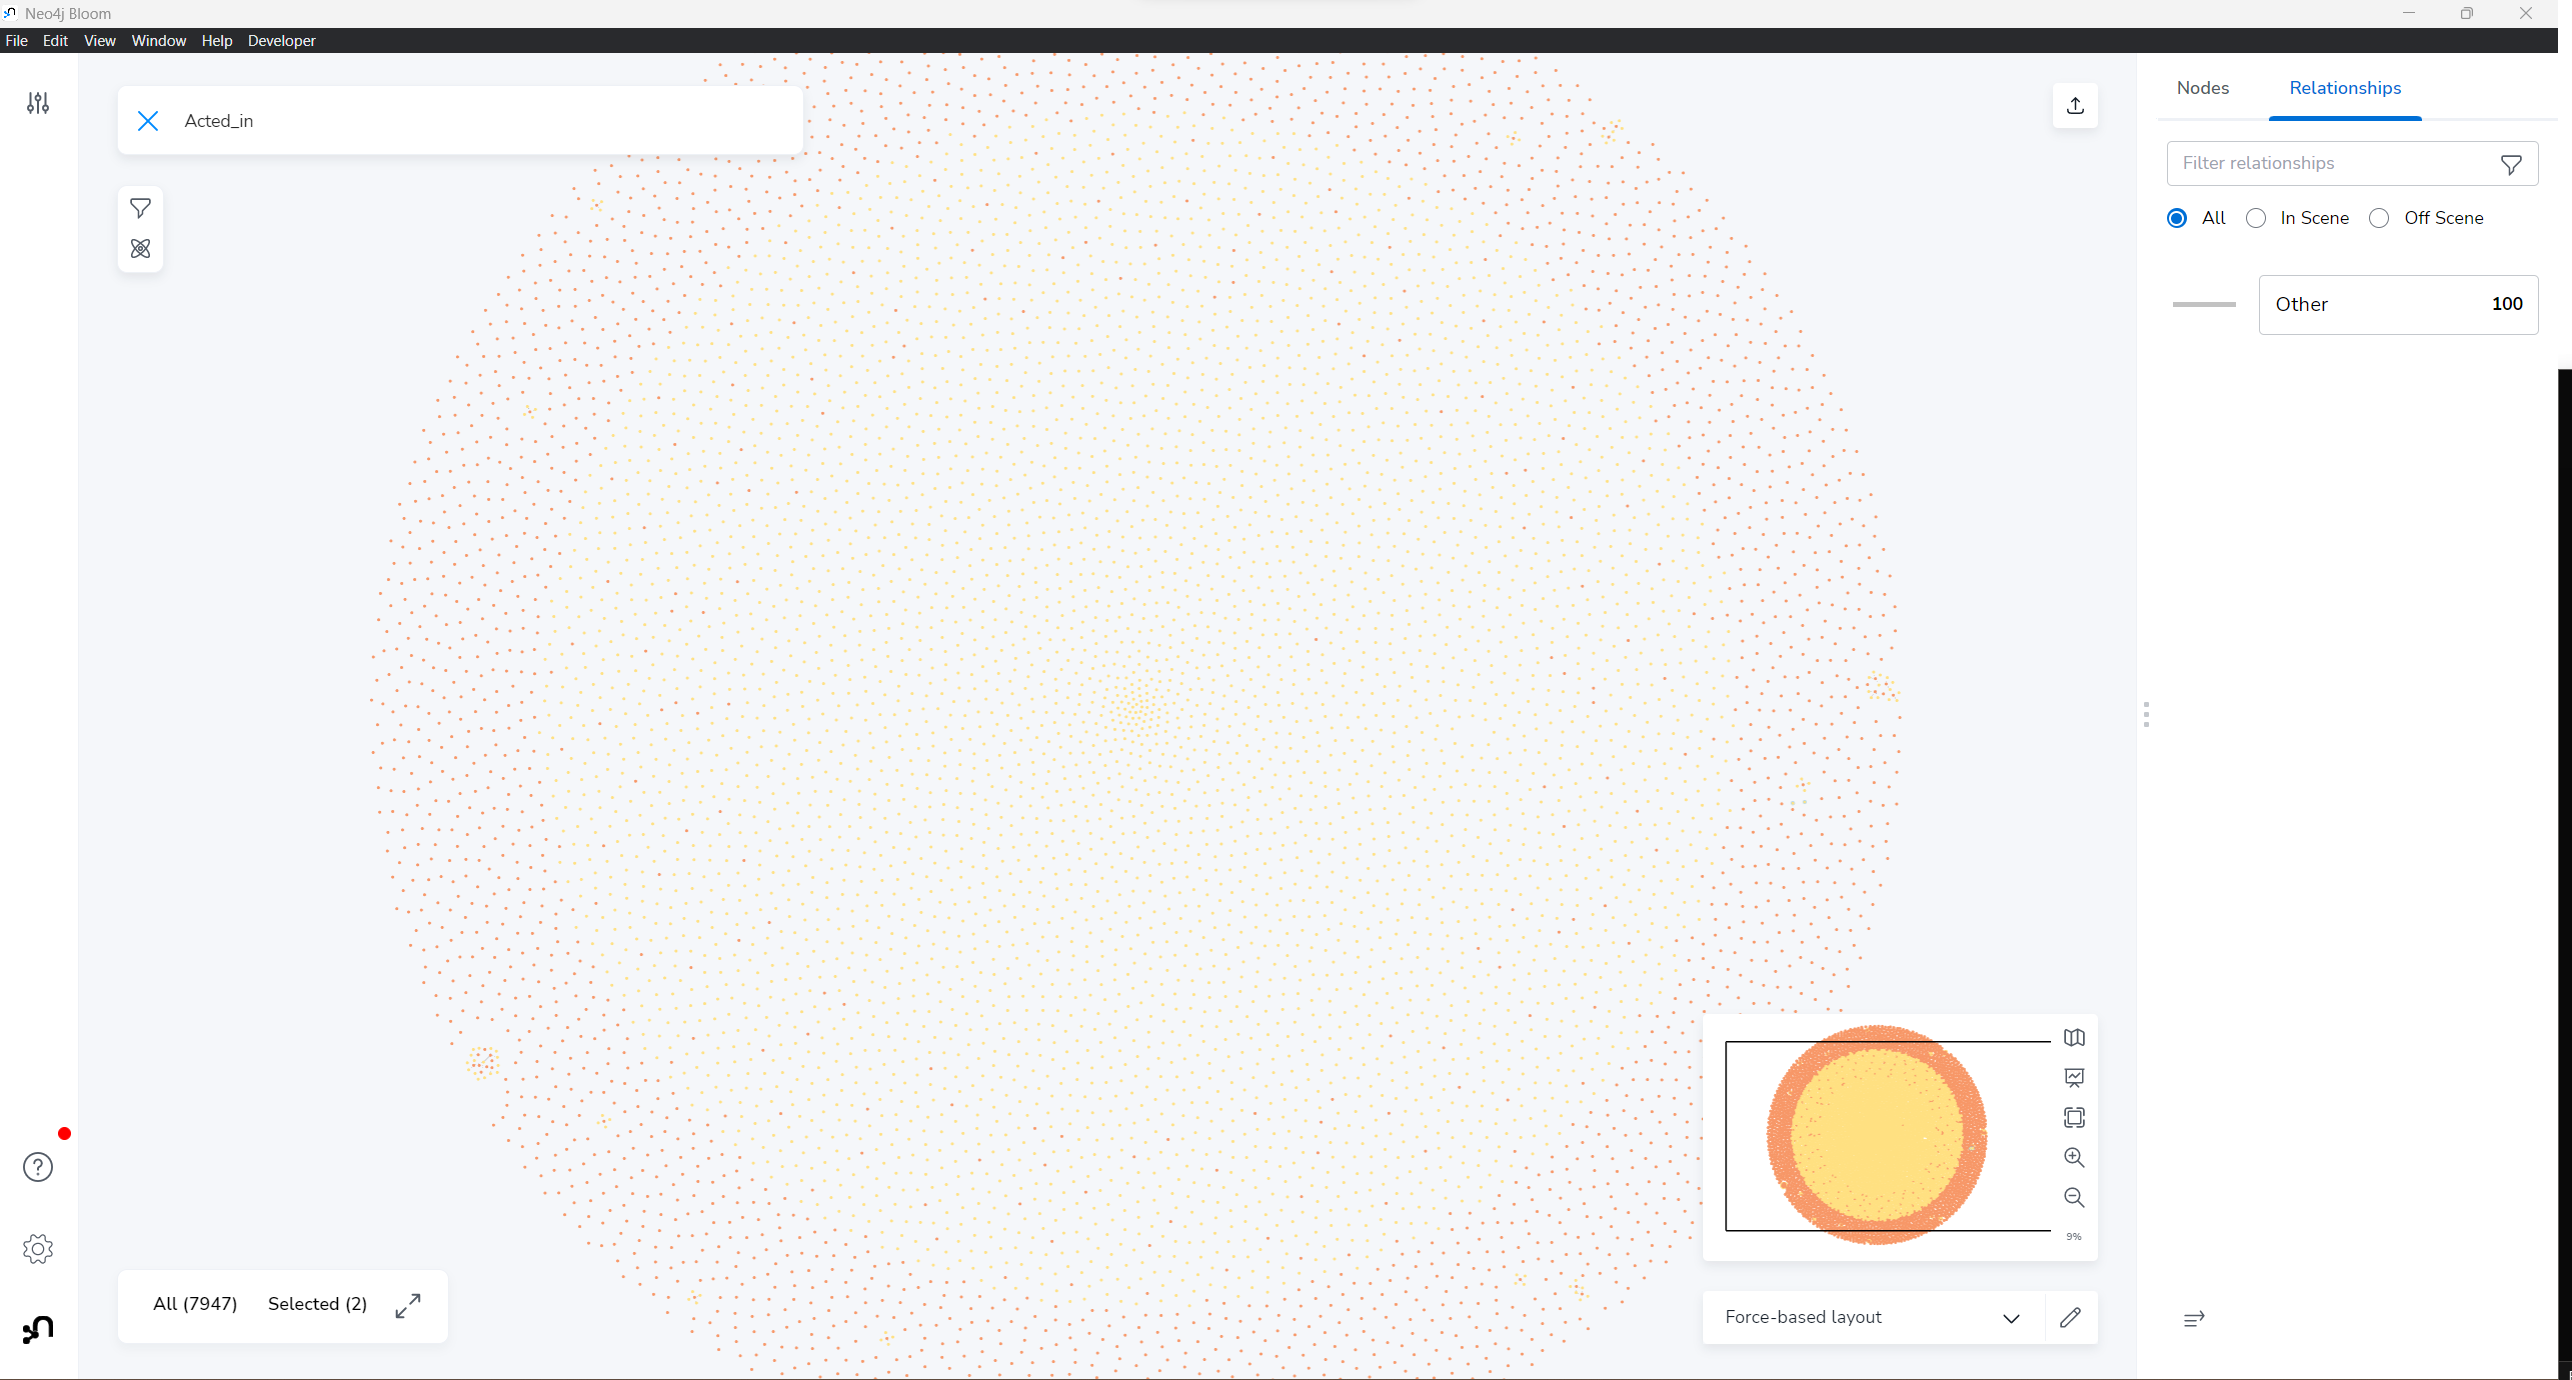 Neo4j Bloom
File Edit View Window Help Developer
Acted_in
Nodes Relationships
Filter relationships
All In Scene Off Scene
Other 100
9%
All (7947) Selected (2)
Force-based layout